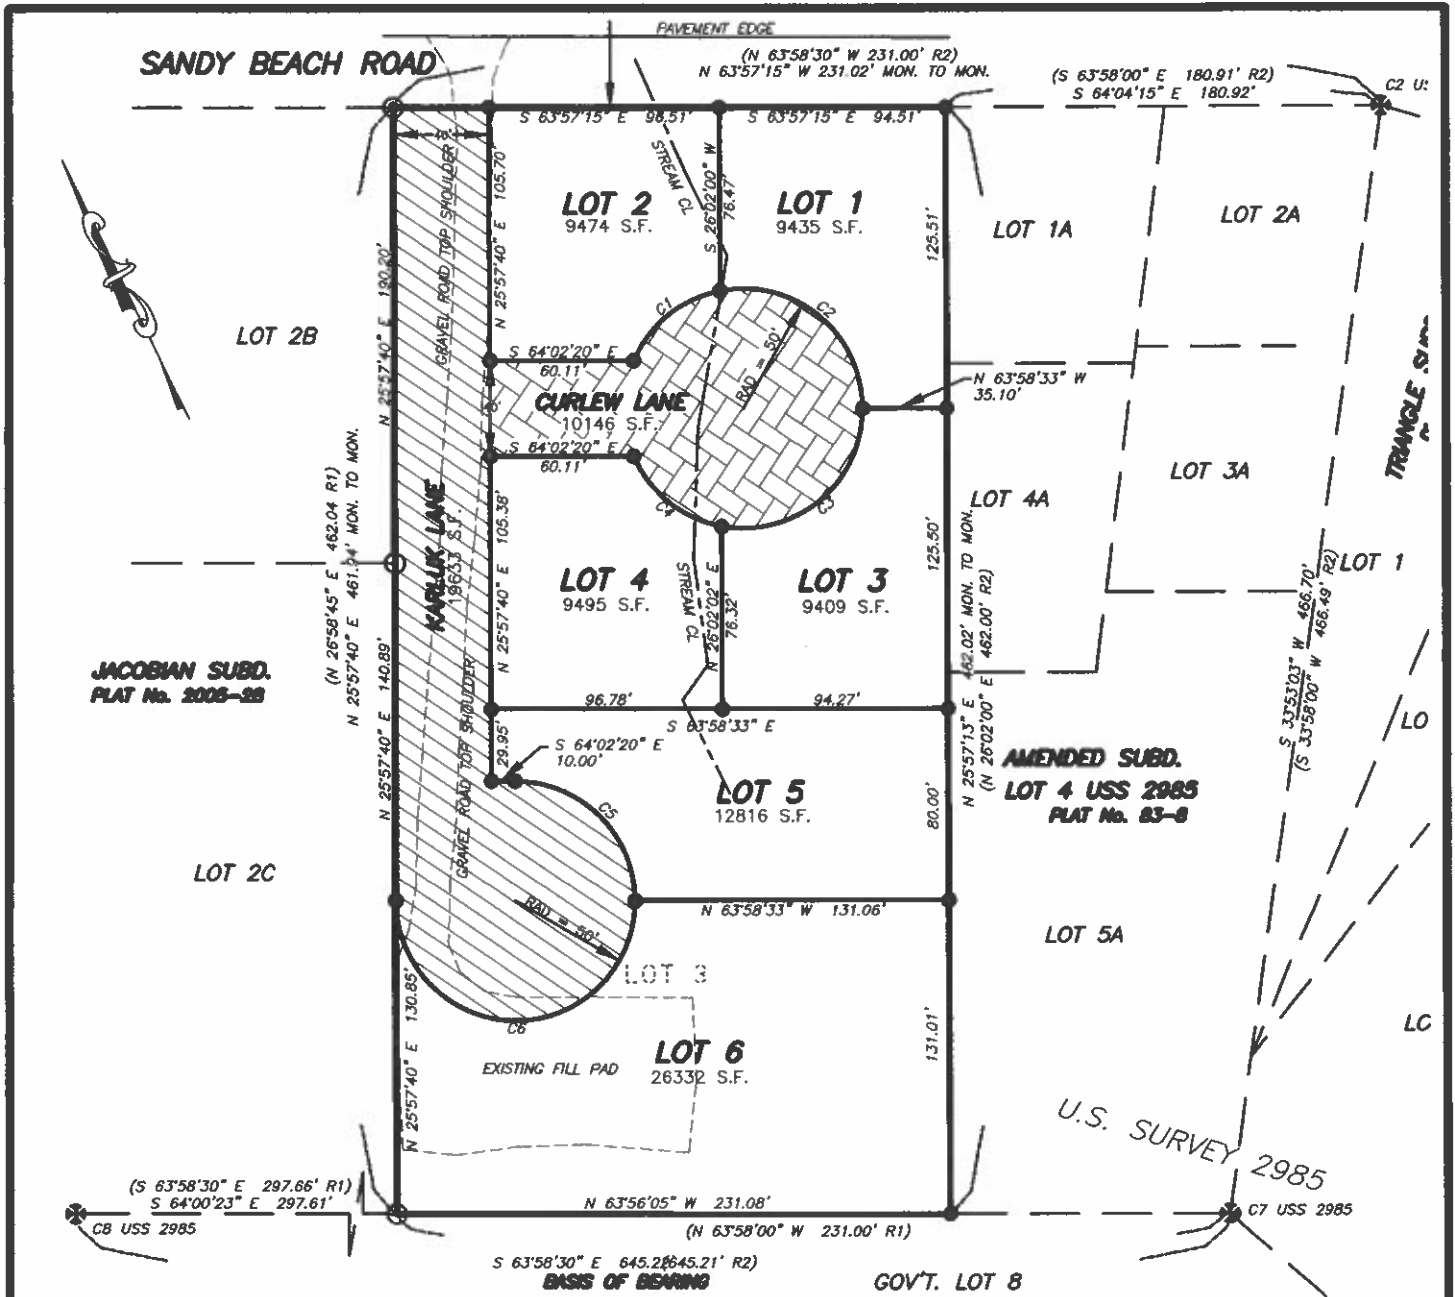 PAVEMENT EDGE
SANDY BEACH ROAD
(N 63°58'30" W 231.00' R2)
N 63°57'15" W 231.02' MON. TO MON.
(S 63°58'00" E 180.91' R2)
S 64°04'15" E 180.92'
C2 U
S 63°57'15" E 96.51'
S 63°57'15" E 94.51'
40'
STREAM CL
S 26°02'00" W
76.47'
N 25°57'40" E 105.70'
GRAVEL ROAD TOP SHOULDER
N 25°57'40" E 190.20'
LOT 2
9474 S.F.
LOT 1
9435 S.F.
125.51'
LOT 1A
LOT 2A
LOT 2B
C1
C2
RAD = 50'
S 64°02'20" E
60.11'
CURLEW LANE
10146 S.F.
40'
S 64°02'20" E
60.11'
N 63°58'33" W
35.10'
TRIANGLE
LOT 3A
LOT 4A
C4
C3
(N 26°58'45" E 462.04 R1)
N 25°57'40" E 461.94' MON. TO MON.
KARLUK LANE
19633 S.F.
N 25°57'40" E 105.38'
LOT 4
9495 S.F.
STREAM CL
N 26°02'02" E
76.32'
LOT 3
9409 S.F.
125.50'
N 25°57'13" E 462.02' MON. TO MON.
(N 26°02'00" E 462.00' R2)
LOT 1
S 33°53'03" W 466.70'
(S 33°58'00" W 466.49' R2)
JACOBIAN SUBD.
PLAT No. 2005-28
N 25°57'40" E 140.89'
GRAVEL ROAD TOP SHOULDER
96.78'
94.27'
S 63°58'33" E
29.95'
S 64°02'20" E
10.00'
LO
AMENDED SUBD.
LOT 4 USS 2985
PLAT No. 83-8
LOT 5
12816 S.F.
80.00'
C5
LOT 2C
RAD = 50'
N 63°58'33" W 131.06'
LOT 5A
LOT 3
N 25°57'40" E 130.85'
C6
LOT 6
26332 S.F.
EXISTING FILL PAD
131.01'
LC
U.S. SURVEY 2985
(S 63°58'30" E 297.66' R1)
S 64°00'23" E 297.61'
N 63°56'05" W 231.08'
C8 USS 2985
C7 USS 2985
(N 63°58'00" W 231.00' R1)
S 63°58'30" E 645.22(645.21' R2)
BASIS OF BEARING
GOV'T. LOT 8